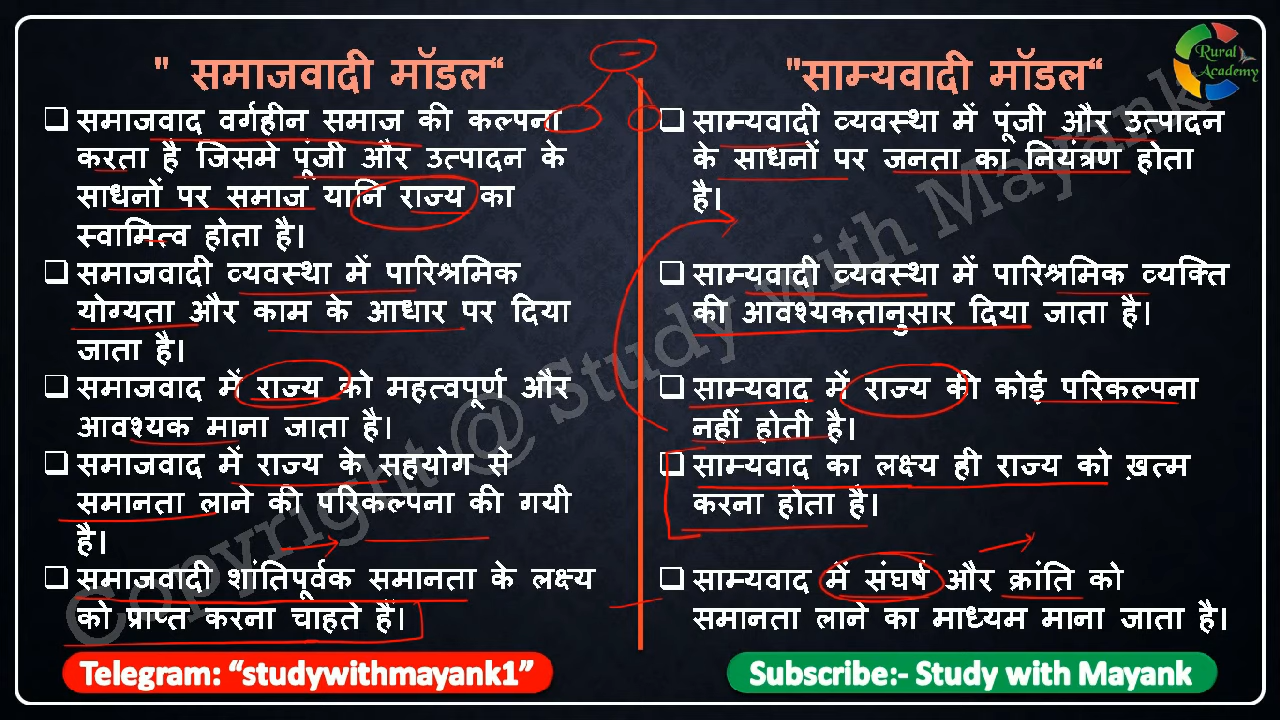 " समाजवादी मॉडल“
❑ समाजवाद वर्गहीन समाज की कल्पना
करता है जिसमे पूंजी और उत्पादन के
साधनों पर समाज यानि राज्य का
स्वामित्व होता है।
❑ समाजवादी व्यवस्था में पारिश्रमिक
योग्यता और काम के आधार पर दिया
जाता है।
❑ समाजवाद में राज्य को महत्वपूर्ण और
आवश्यक माना जाता है।
❑ समाजवाद में राज्य के सहयोग से
समानता लाने की परिकल्पना की गयी
है।
❑ समाजवादी शांतिपूर्वक समानता के लक्ष्य
को प्राप्त करना चाहते हैं।
"साम्यवादी मॉडल“
❑ साम्यवादी व्यवस्था में पूंजी और उत्पादन
के साधनों पर जनता का नियंत्रण होता
है।
❑ साम्यवादी व्यवस्था में पारिश्रमिक व्यक्ति
की आवश्यकतानुसार दिया जाता है।
❑ साम्यवाद में राज्य की कोई परिकल्पना
नहीं होती है।
❑ साम्यवाद का लक्ष्य ही राज्य को ख़त्म
करना होता है।
❑ साम्यवाद में संघर्ष और क्रांति को
समानता लाने का माध्यम माना जाता है।
Rural
Academy
Copyright @ Study with Mayank
Telegram: “studywithmayank1”
Subscribe:- Study with Mayank